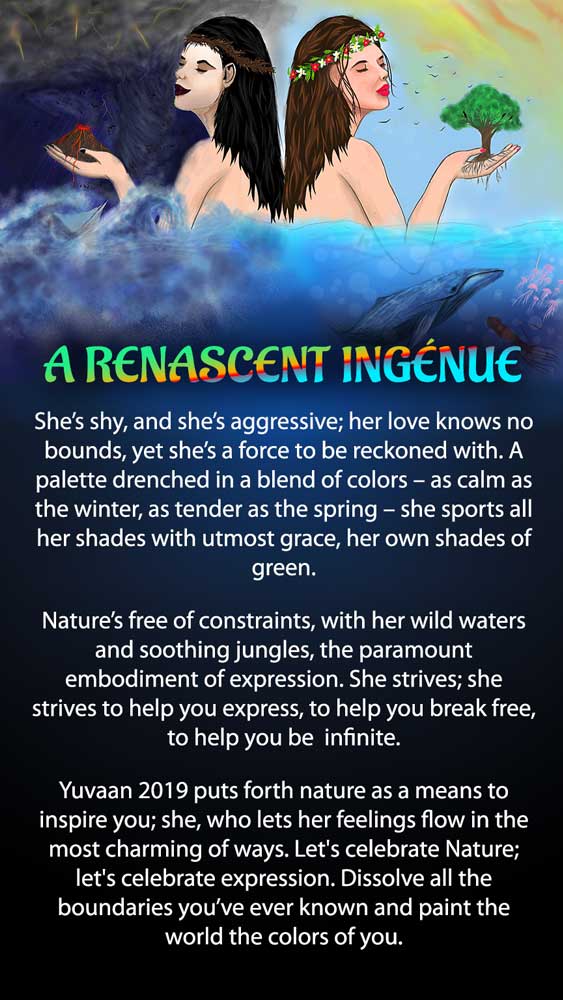 A RENASCENT INGÉNUE
She’s shy, and she’s aggressive; her love knows no
bounds, yet she’s a force to be reckoned with. A
palette drenched in a blend of colors – as calm as
the winter, as tender as the spring – she sports all
her shades with utmost grace, her own shades of
green.
Nature’s free of constraints, with her wild waters
and soothing jungles, the paramount
embodiment of expression. She strives; she
strives to help you express, to help you break free,
to help you be  infinite.
Yuvaan 2019 puts forth nature as a means to
inspire you; she, who lets her feelings flow in the
most charming of ways. Let's celebrate Nature;
let's celebrate expression. Dissolve all the
boundaries you’ve ever known and paint the
world the colors of you.